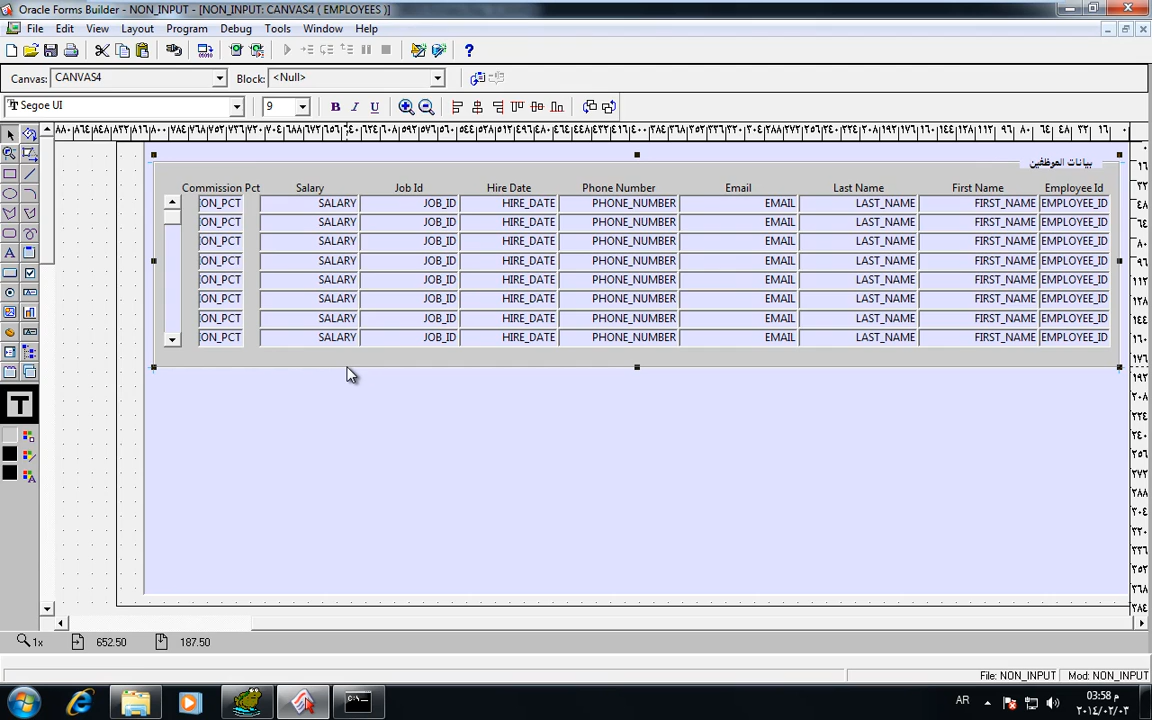 Oracle Forms Builder - NON_INPUT - [NON_INPUT: CANVAS4 ( EMPLOYEES )]
File Edit View Layout Program Debug Tools Window Help
Canvas: CANVAS4 Block: <Null>
Segoe UI 9 B I U
بيانات الموظفين
Commission Pct Salary Job Id Hire Date Phone Number Email Last Name First Name Employee Id
ON_PCT SALARY JOB_ID HIRE_DATE PHONE_NUMBER EMAIL LAST_NAME FIRST_NAME EMPLOYEE_ID
ON_PCT SALARY JOB_ID HIRE_DATE PHONE_NUMBER EMAIL LAST_NAME FIRST_NAME EMPLOYEE_ID
ON_PCT SALARY JOB_ID HIRE_DATE PHONE_NUMBER EMAIL LAST_NAME FIRST_NAME EMPLOYEE_ID
ON_PCT SALARY JOB_ID HIRE_DATE PHONE_NUMBER EMAIL LAST_NAME FIRST_NAME EMPLOYEE_ID
ON_PCT SALARY JOB_ID HIRE_DATE PHONE_NUMBER EMAIL LAST_NAME FIRST_NAME EMPLOYEE_ID
ON_PCT SALARY JOB_ID HIRE_DATE PHONE_NUMBER EMAIL LAST_NAME FIRST_NAME EMPLOYEE_ID
ON_PCT SALARY JOB_ID HIRE_DATE PHONE_NUMBER EMAIL LAST_NAME FIRST_NAME EMPLOYEE_ID
ON_PCT SALARY JOB_ID HIRE_DATE PHONE_NUMBER EMAIL LAST_NAME FIRST_NAME EMPLOYEE_ID
1x 652.50 187.50
File: NON_INPUT Mod: NON_INPUT
AR 03:58 م
٢٠١٤/٠٢/٠٣